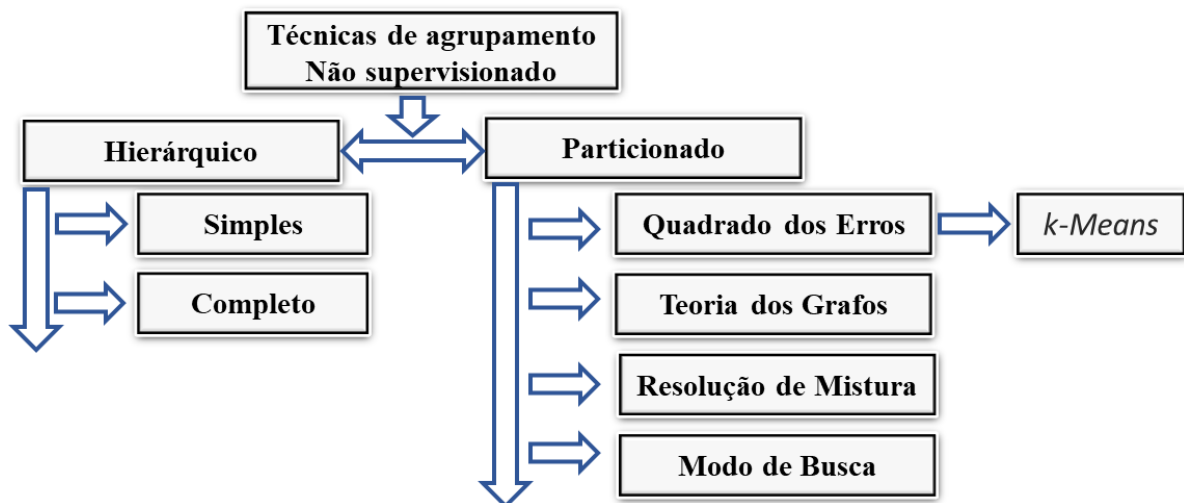 Técnicas de agrupamento
Não supervisionado
Hierárquico
Particionado
Simples
Quadrado dos Erros
k-Means
Completo
Teoria dos Grafos
Resolução de Mistura
Modo de Busca